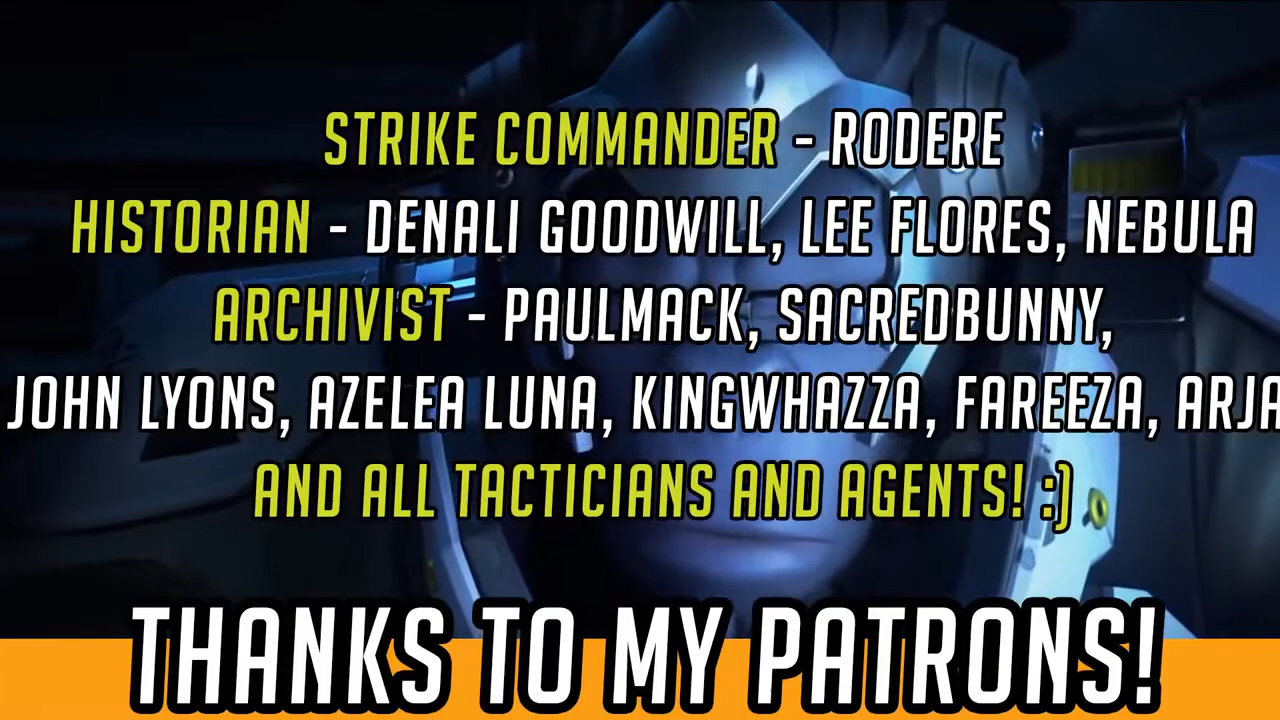 STRIKE COMMANDER - RODERE
HISTORIAN - DENALI GOODWILL, LEE FLORES, NEBULA
ARCHIVIST - PAULMACK, SACREDBUNNY,
JOHN LYONS, AZELEA LUNA, KINGWHAZZA, FAREEZA, ARJA
AND ALL TACTICIANS AND AGENTS! :)
THANKS TO MY PATRONS!